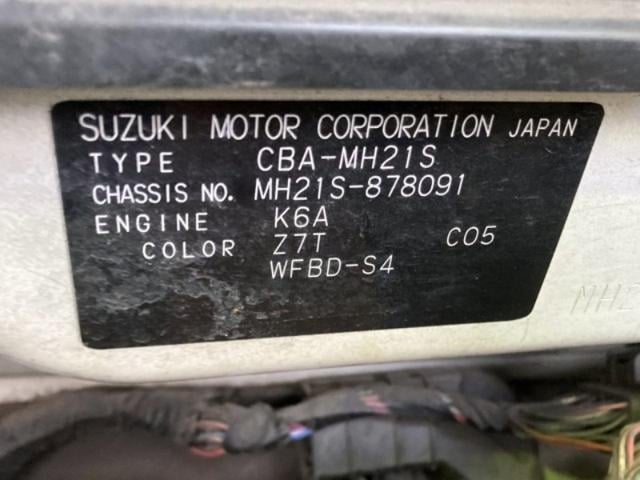 SUZUKI MOTOR CORPORATION JAPAN
TYPE CBA-MH21S
CHASSIS NO. MH21S-878091
ENGINE K6A
COLOR Z7T C05
WFBD-S4